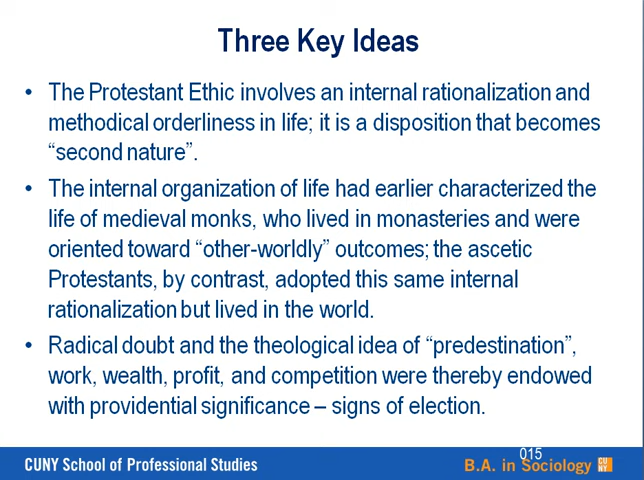 Three Key Ideas
• The Protestant Ethic involves an internal rationalization and
methodical orderliness in life; it is a disposition that becomes
“second nature”.
• The internal organization of life had earlier characterized the
life of medieval monks, who lived in monasteries and were
oriented toward “other-worldly” outcomes; the ascetic
Protestants, by contrast, adopted this same internal
rationalization but lived in the world.
• Radical doubt and the theological idea of “predestination”,
work, wealth, profit, and competition were thereby endowed
with providential significance – signs of election.
015
CUNY School of Professional Studies
B.A. in Sociology
CU
NY